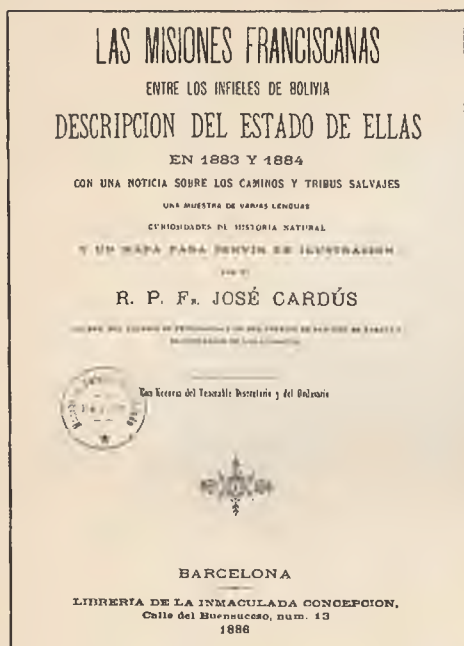 LAS MISIONES FRANCISCANAS
ENTRE LOS INFIELES DE BOLIVIA
DESCRIPCION DEL ESTADO DE ELLAS
EN 1883 Y 1884
CON UNA NOTICIA SOBRE LOS CAMINOS Y TRIBUS SALVAJES
UNA MUESTRA DE VARIAS LENGUAS
CURIOSIDADES DE HISTORIA NATURAL
Y UN MAPA PARA SERVIR DE ILUSTRACION
POR EL
R. P. Fr. JOSÉ CARDÚS
Con licencia del Venerable Discretorio y del Ordinario
BARCELONA
LIBRERÍA DE LA INMACULADA CONCEPCION,
Calle del Buensuceso, num. 13
1886